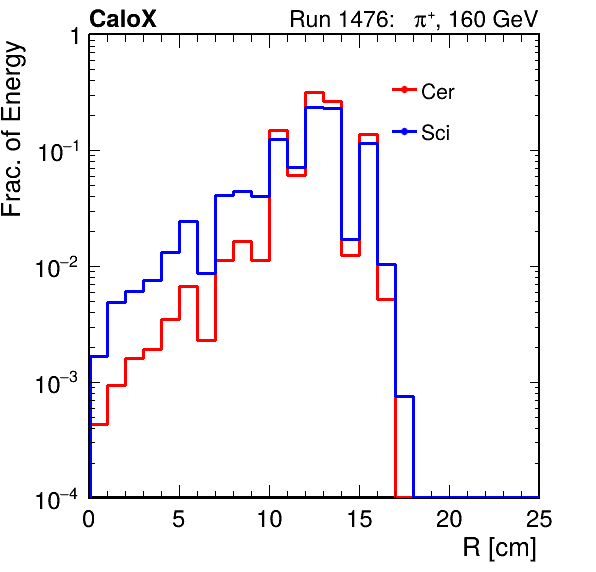 CaloX Run 1476: π⁺, 160 GeV
Frac. of Energy
1
10⁻¹
10⁻²
10⁻³
10⁻⁴
Cer
Sci
0 5 10 15 20 25
R [cm]